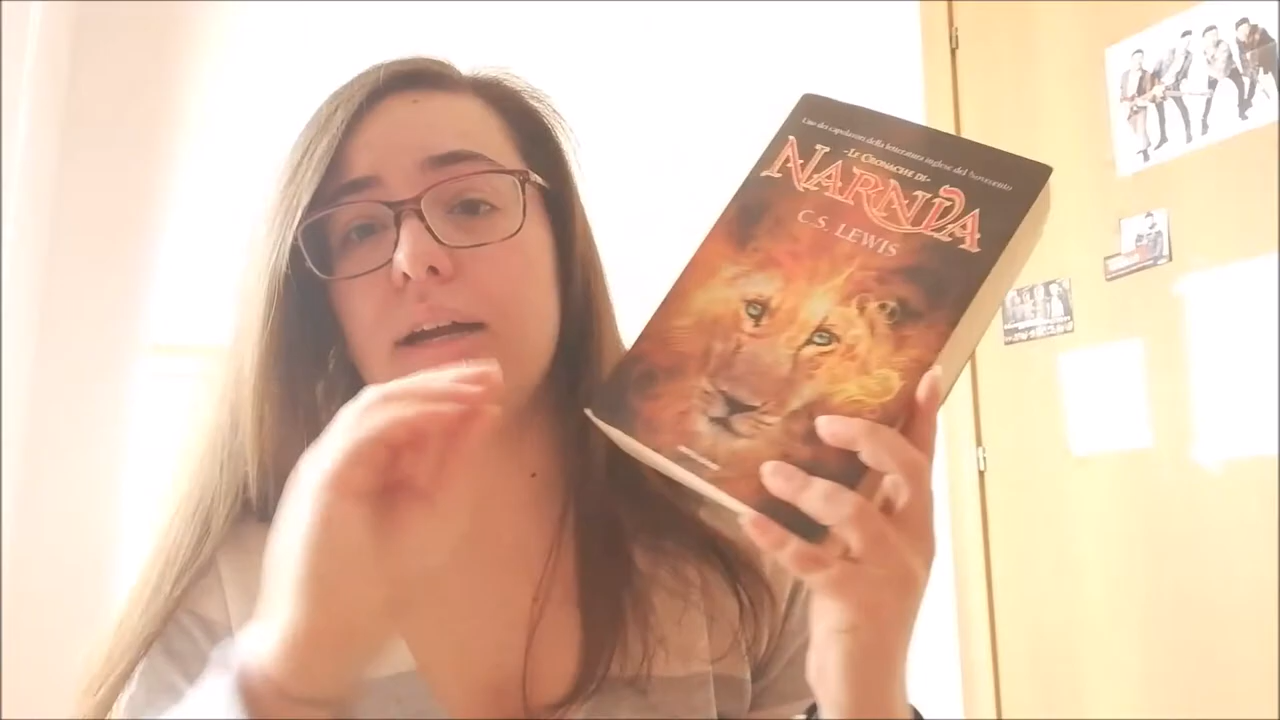 Uno dei capolavori della letteratura inglese del Novecento
-LE CRONACHE DI-
NARNIA
C.S. LEWIS